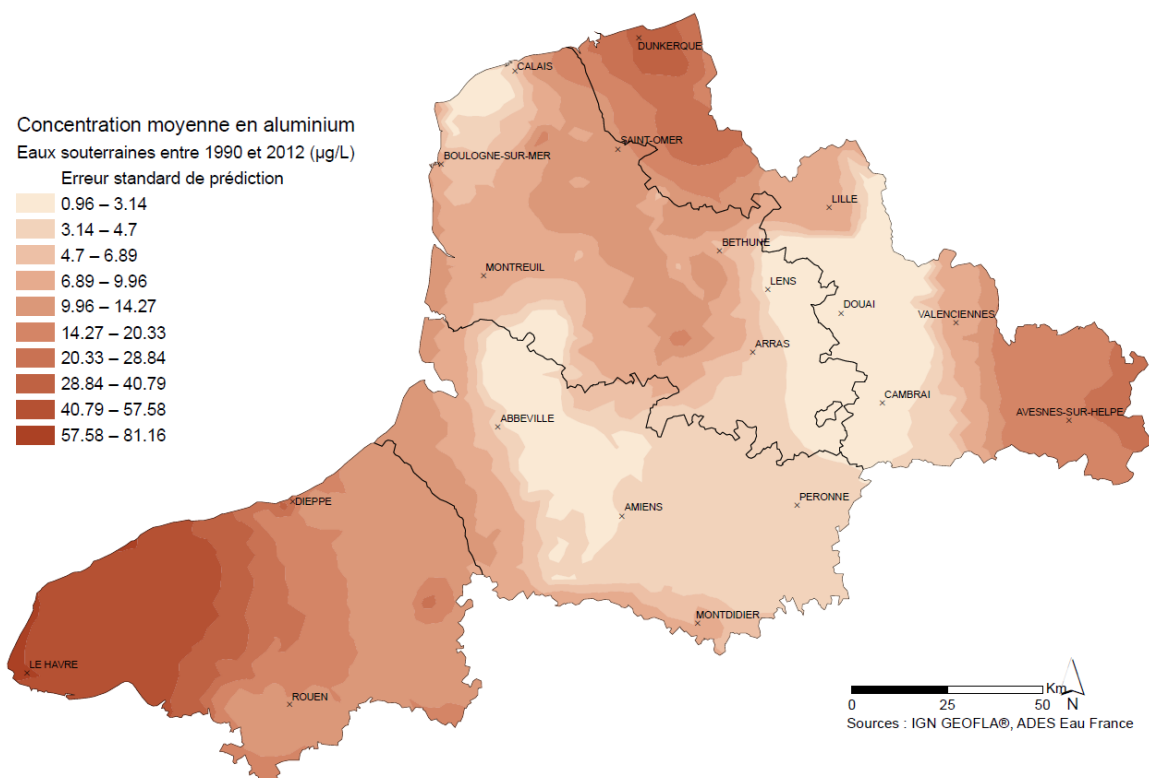 DUNKERQUE
CALAIS
Concentration moyenne en aluminium
Eaux souterraines entre 1990 et 2012 (µg/L)
Erreur standard de prédiction
0.96 – 3.14
3.14 – 4.7
4.7 – 6.89
6.89 – 9.96
9.96 – 14.27
14.27 – 20.33
20.33 – 28.84
28.84 – 40.79
40.79 – 57.58
57.58 – 81.16
SAINT-OMER
BOULOGNE-SUR-MER
LILLE
BETHUNE
MONTREUIL
LENS
DOUAI
VALENCIENNES
ARRAS
CAMBRAI
AVESNES-SUR-HELPE
ABBEVILLE
DIEPPE
PERONNE
AMIENS
MONTDIDIER
LE HAVRE
ROUEN
Km
N
0 25 50
Sources : IGN GEOFLA®, ADES Eau France